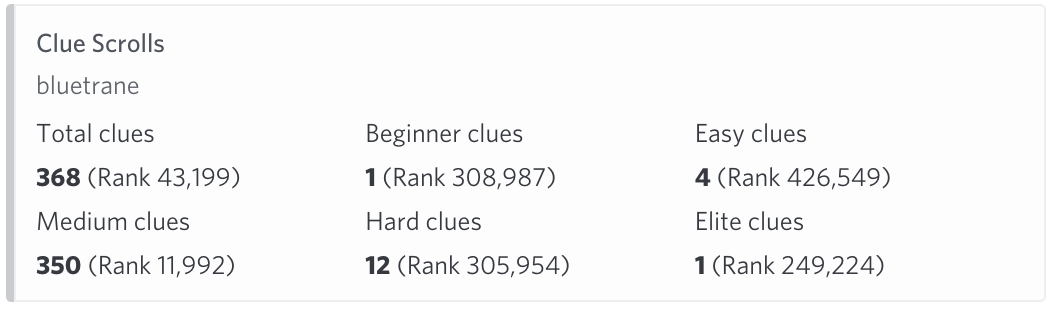 Clue Scrolls
bluetrane
Total clues Beginner clues Easy clues
368 (Rank 43,199) 1 (Rank 308,987) 4 (Rank 426,549)
Medium clues Hard clues Elite clues
350 (Rank 11,992) 12 (Rank 305,954) 1 (Rank 249,224)